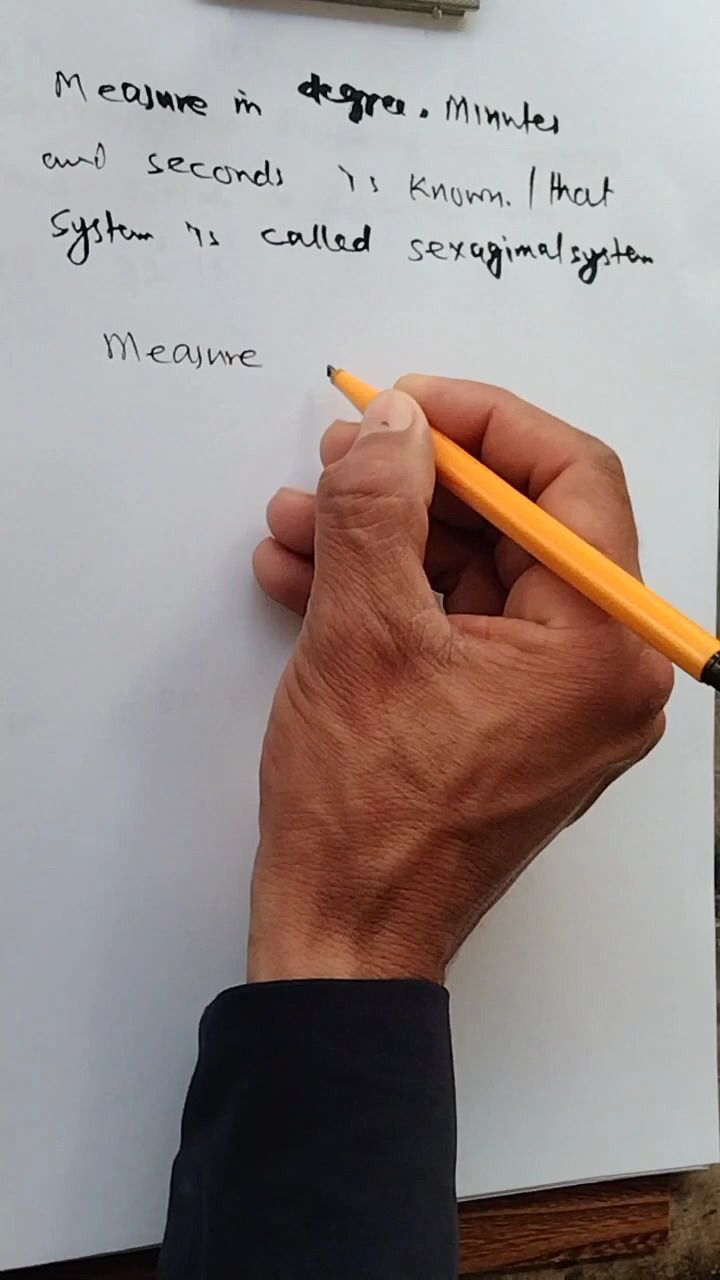 Measure in degree. Minutes
and seconds is known. / that
system is called sexagimal system
Measure